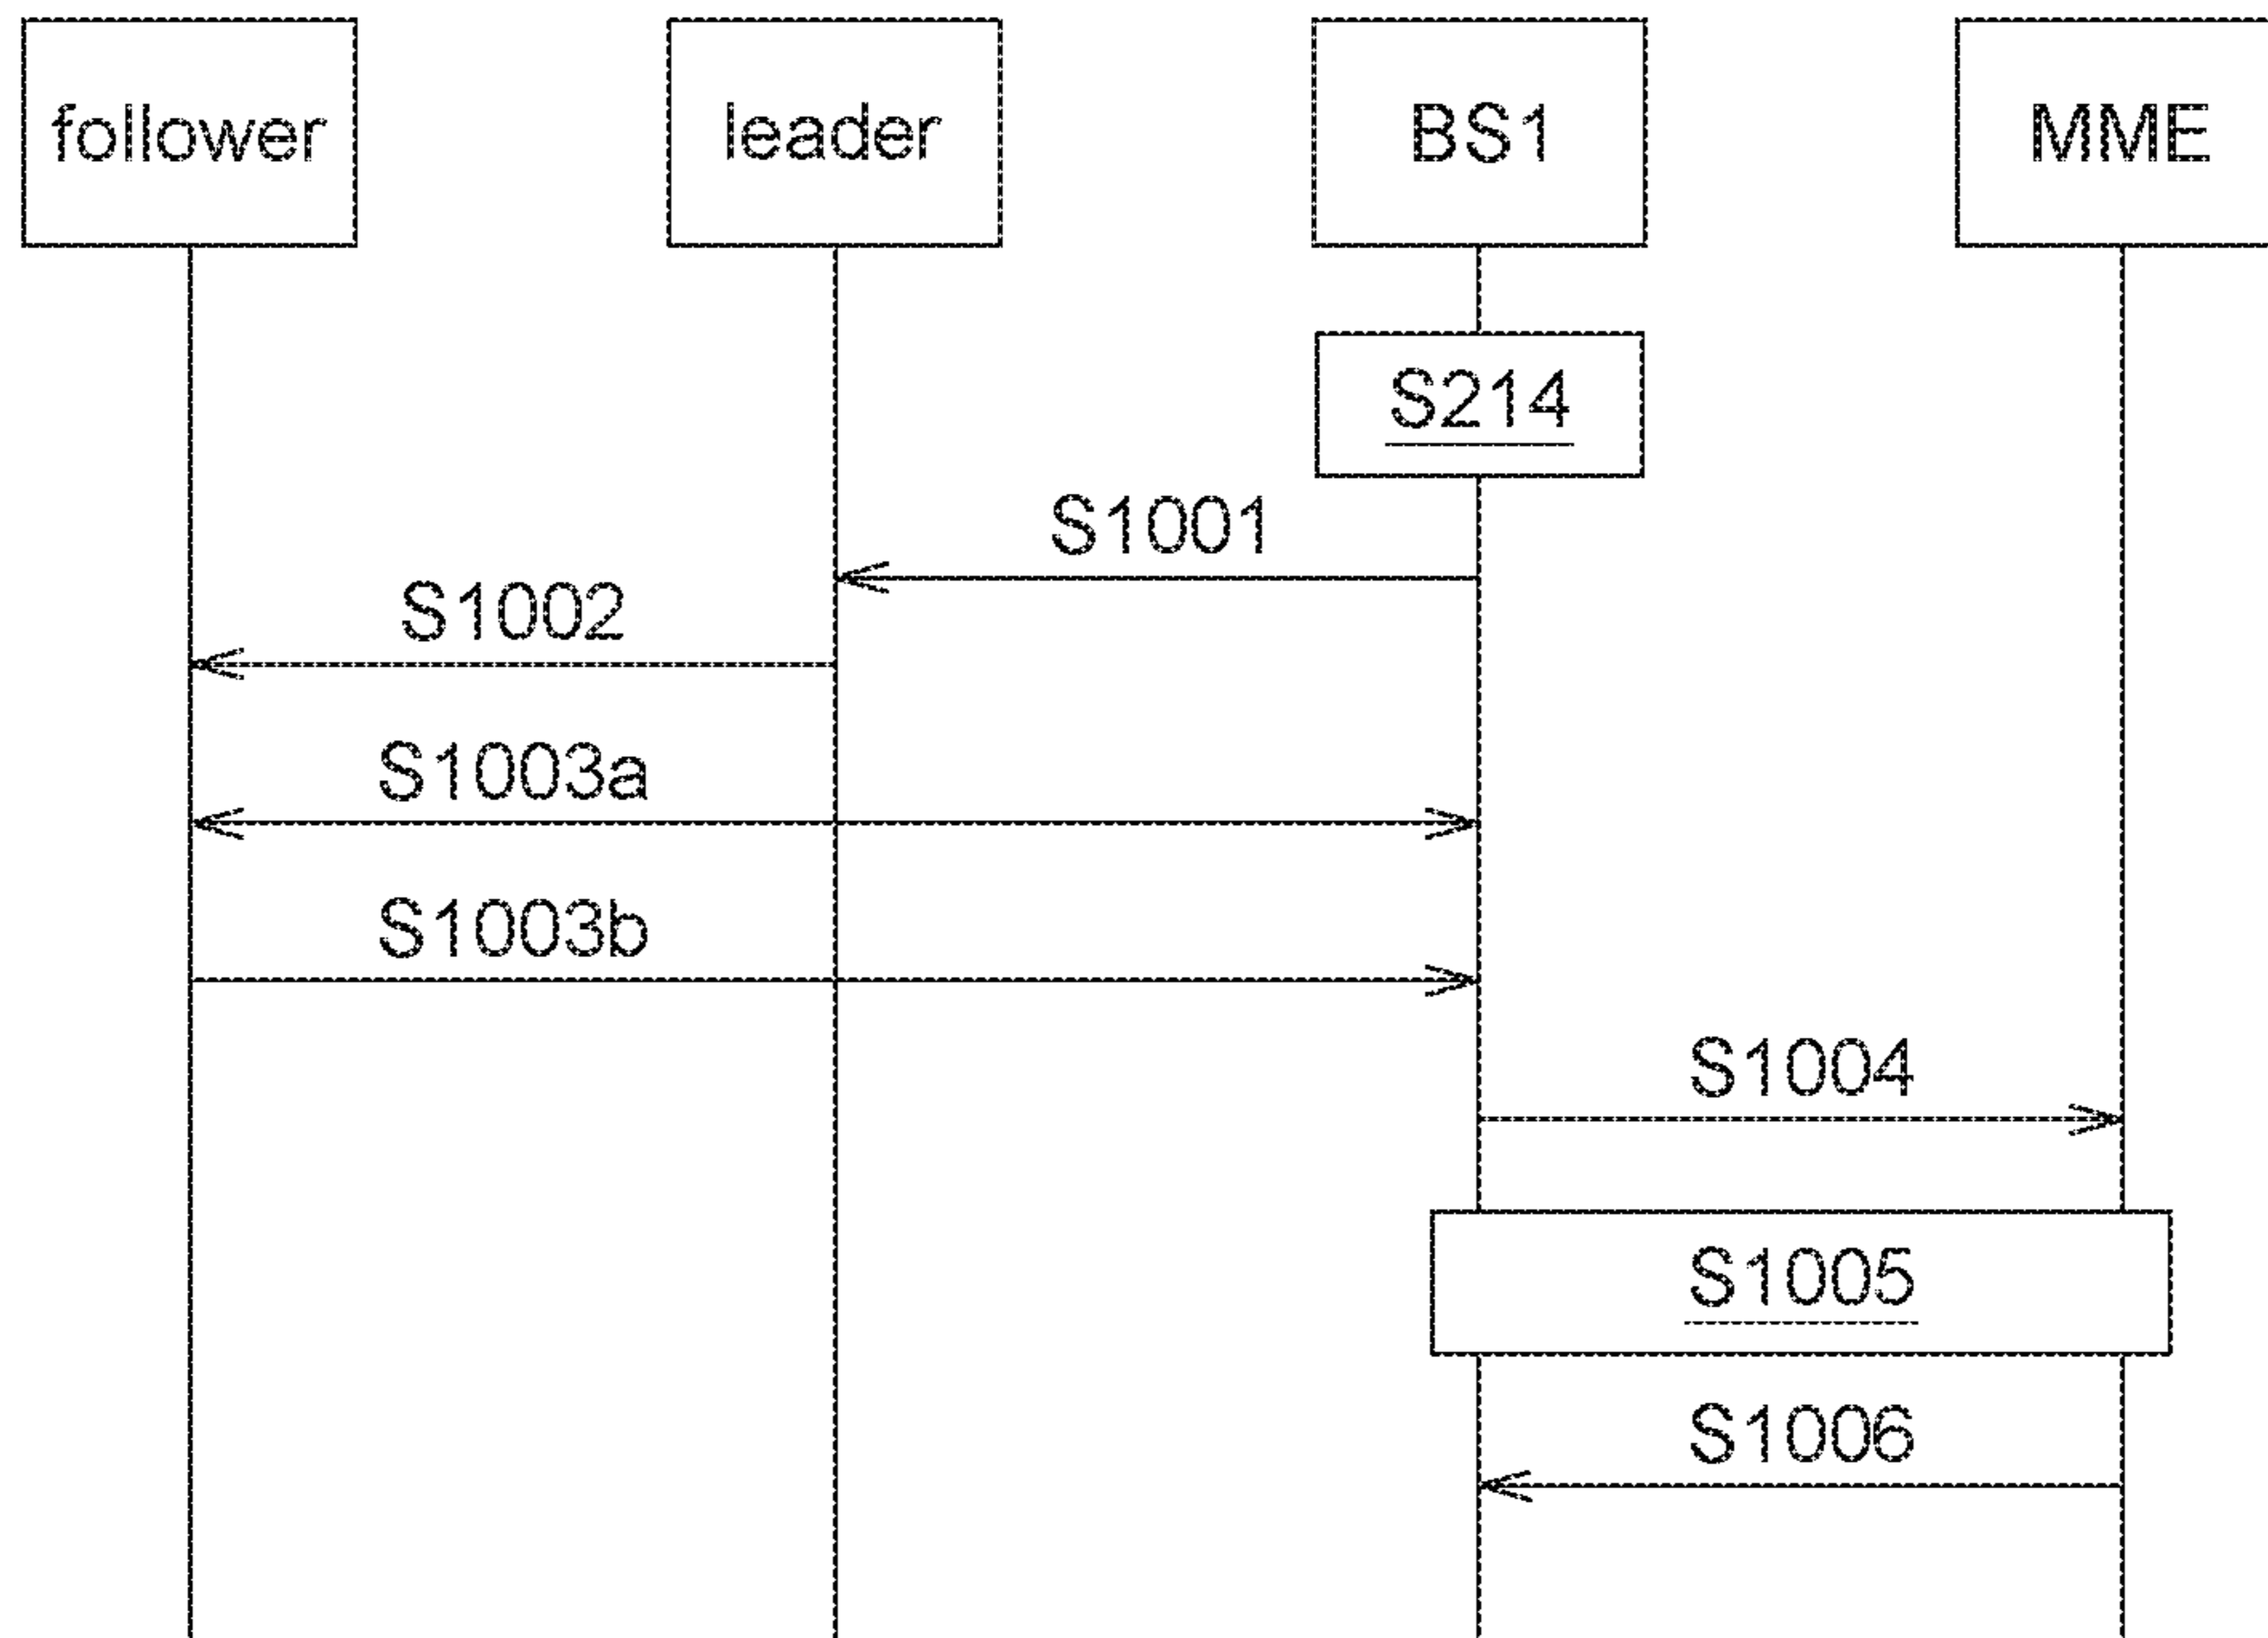 follower
leader
BS1
MME
S214
S1001
S1002
S1003a
S1003b
S1004
S1005
S1006